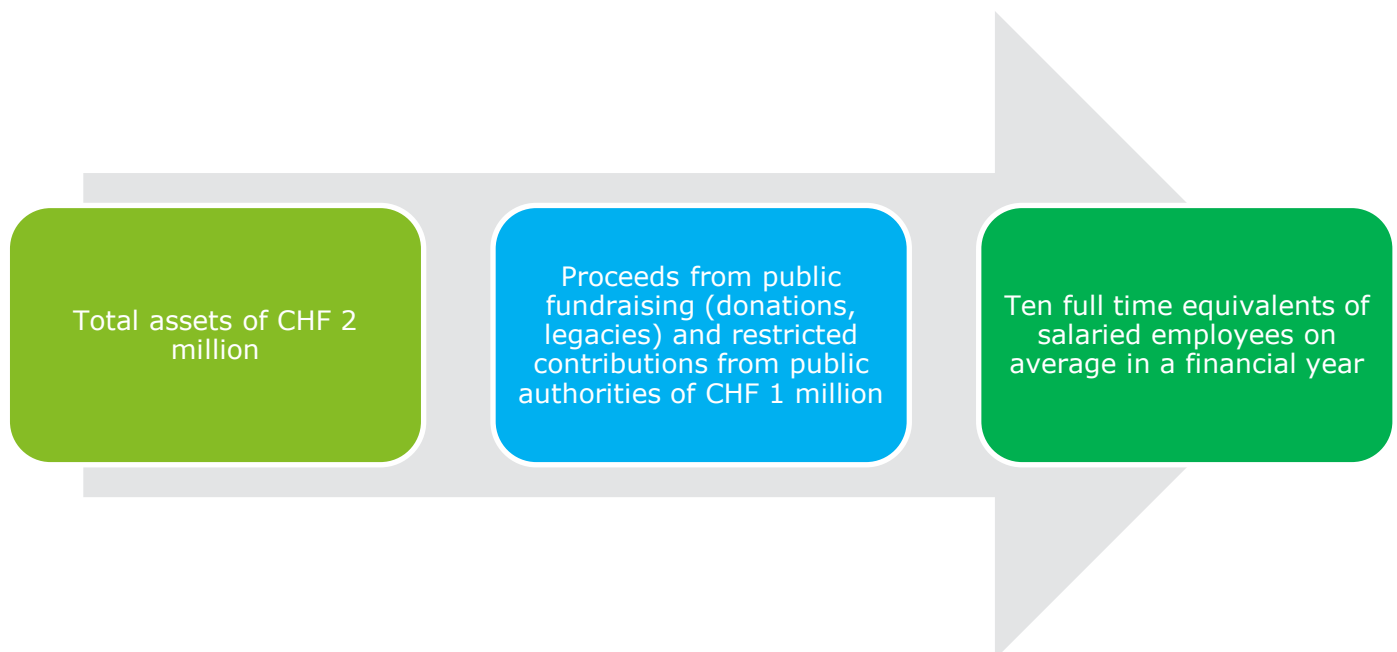 Total assets of CHF 2
million
Proceeds from public
fundraising (donations,
legacies) and restricted
contributions from public
authorities of CHF 1 million
Ten full time equivalents of
salaried employees on
average in a financial year